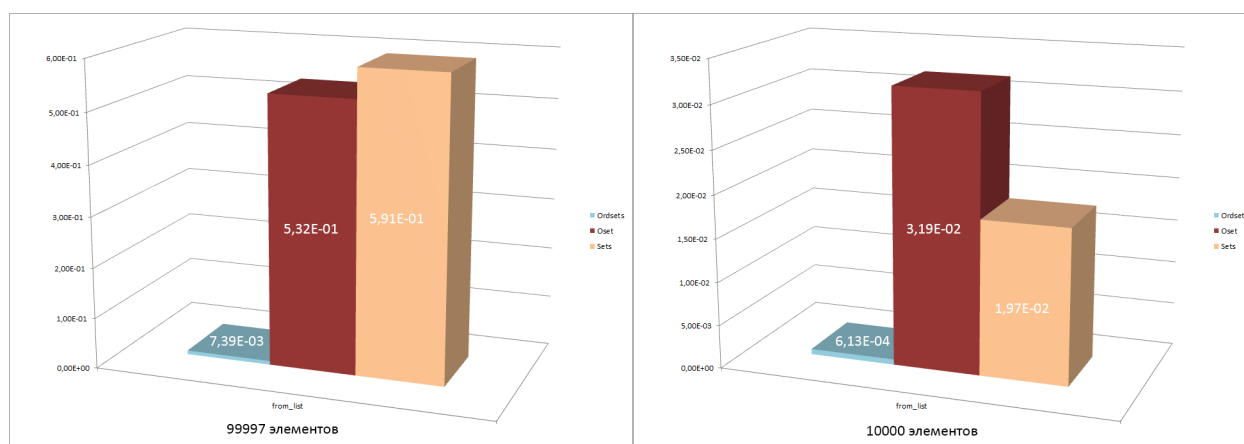 6,00E-01
5,00E-01
4,00E-01
3,00E-01
2,00E-01
1,00E-01
0,00E+00
7,39E-03
5,32E-01
5,91E-01
Ordsets
Oset
Sets
from_list
99997 элементов
3,50E-02
3,00E-02
2,50E-02
2,00E-02
1,50E-02
1,00E-02
5,00E-03
0,00E+00
6,13E-04
3,19E-02
1,97E-02
Ordsets
Oset
Sets
from_list
10000 элементов